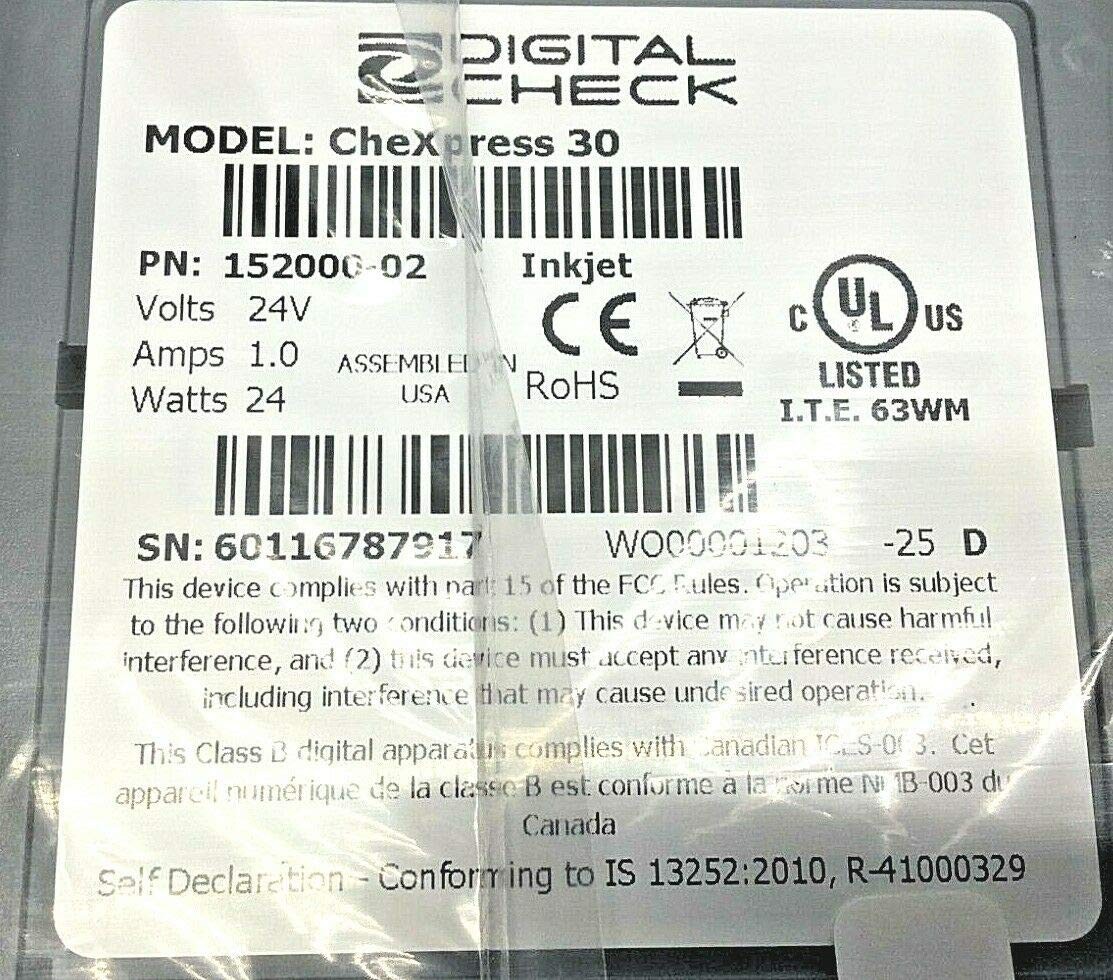 DIGITAL
CHECK
MODEL: CheXpress 30
PN: 152000-02 Inkjet
Volts 24V
Amps 1.0
Watts 24
ASSEMBLED IN
USA
CE
RoHS
C UL US
LISTED
I.T.E. 63WM
SN: 60116787917 WO00001203 -25 D
This device complies with part 15 of the FCC Rules. Operation is subject
to the following two conditions: (1) This device may not cause harmful
interference, and (2) this device must accept any interference received,
including interference that may cause undesired operation.
This Class B digital apparatus complies with Canadian ICES-003. Cet
appareil numérique de la classe B est conforme à la norme NMB-003 du
Canada
Self Declaration - Conforming to IS 13252:2010, R-41000329